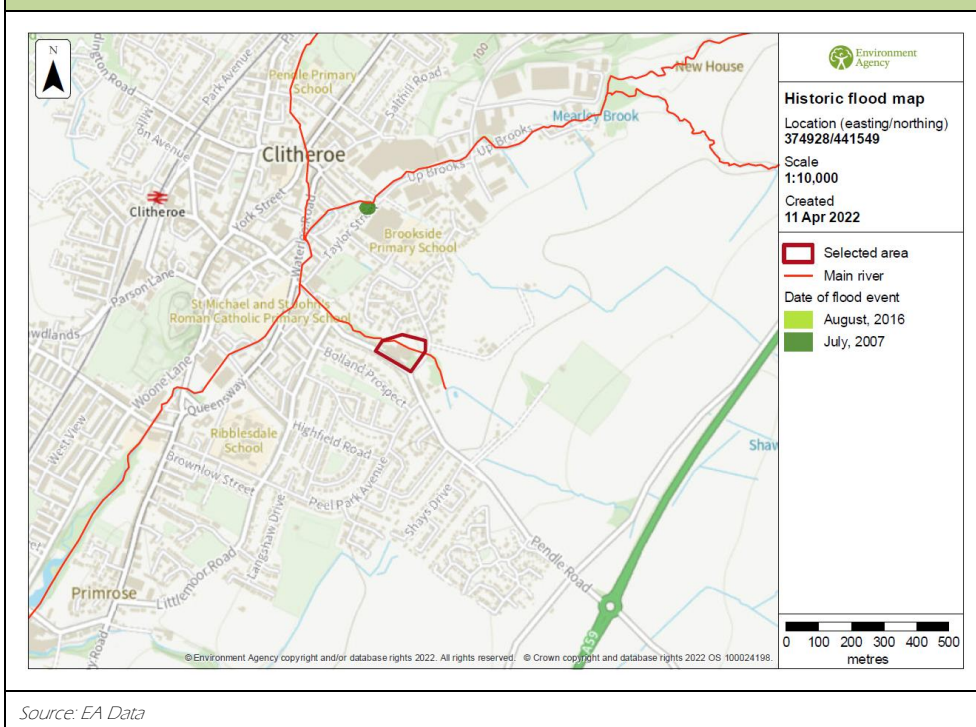 N
Park Avenue
Pendle Primary
School
Salthill Road
100
New House
Mearley Brook
Clitheroe
Up Brooks
Up Brooks
Clitheroe
York Street
Waterloo Road
Brookside
Primary School
Parson Lane
St Michael and St John's
Roman Catholic Primary School
Woone Lane
Bolland Prospect
Queensway
West View
Ribblesdale
School
Highfield Road
Brownlow Street
Peel Park Avenue
Shays Drive
Langshaw Drive
Pendle Road
Primrose
Littlemoor Road
Shaw
A59
© Environment Agency copyright and/or database rights 2022. All rights reserved. © Crown copyright and database rights 2022 OS 100024198.
Environment
Agency
Historic flood map
Location (easting/northing)
374928/441549
Scale
1:10,000
Created
11 Apr 2022
Selected area
Main river
Date of flood event
August, 2016
July, 2007
0 100 200 300 400 500
metres
Source: EA Data